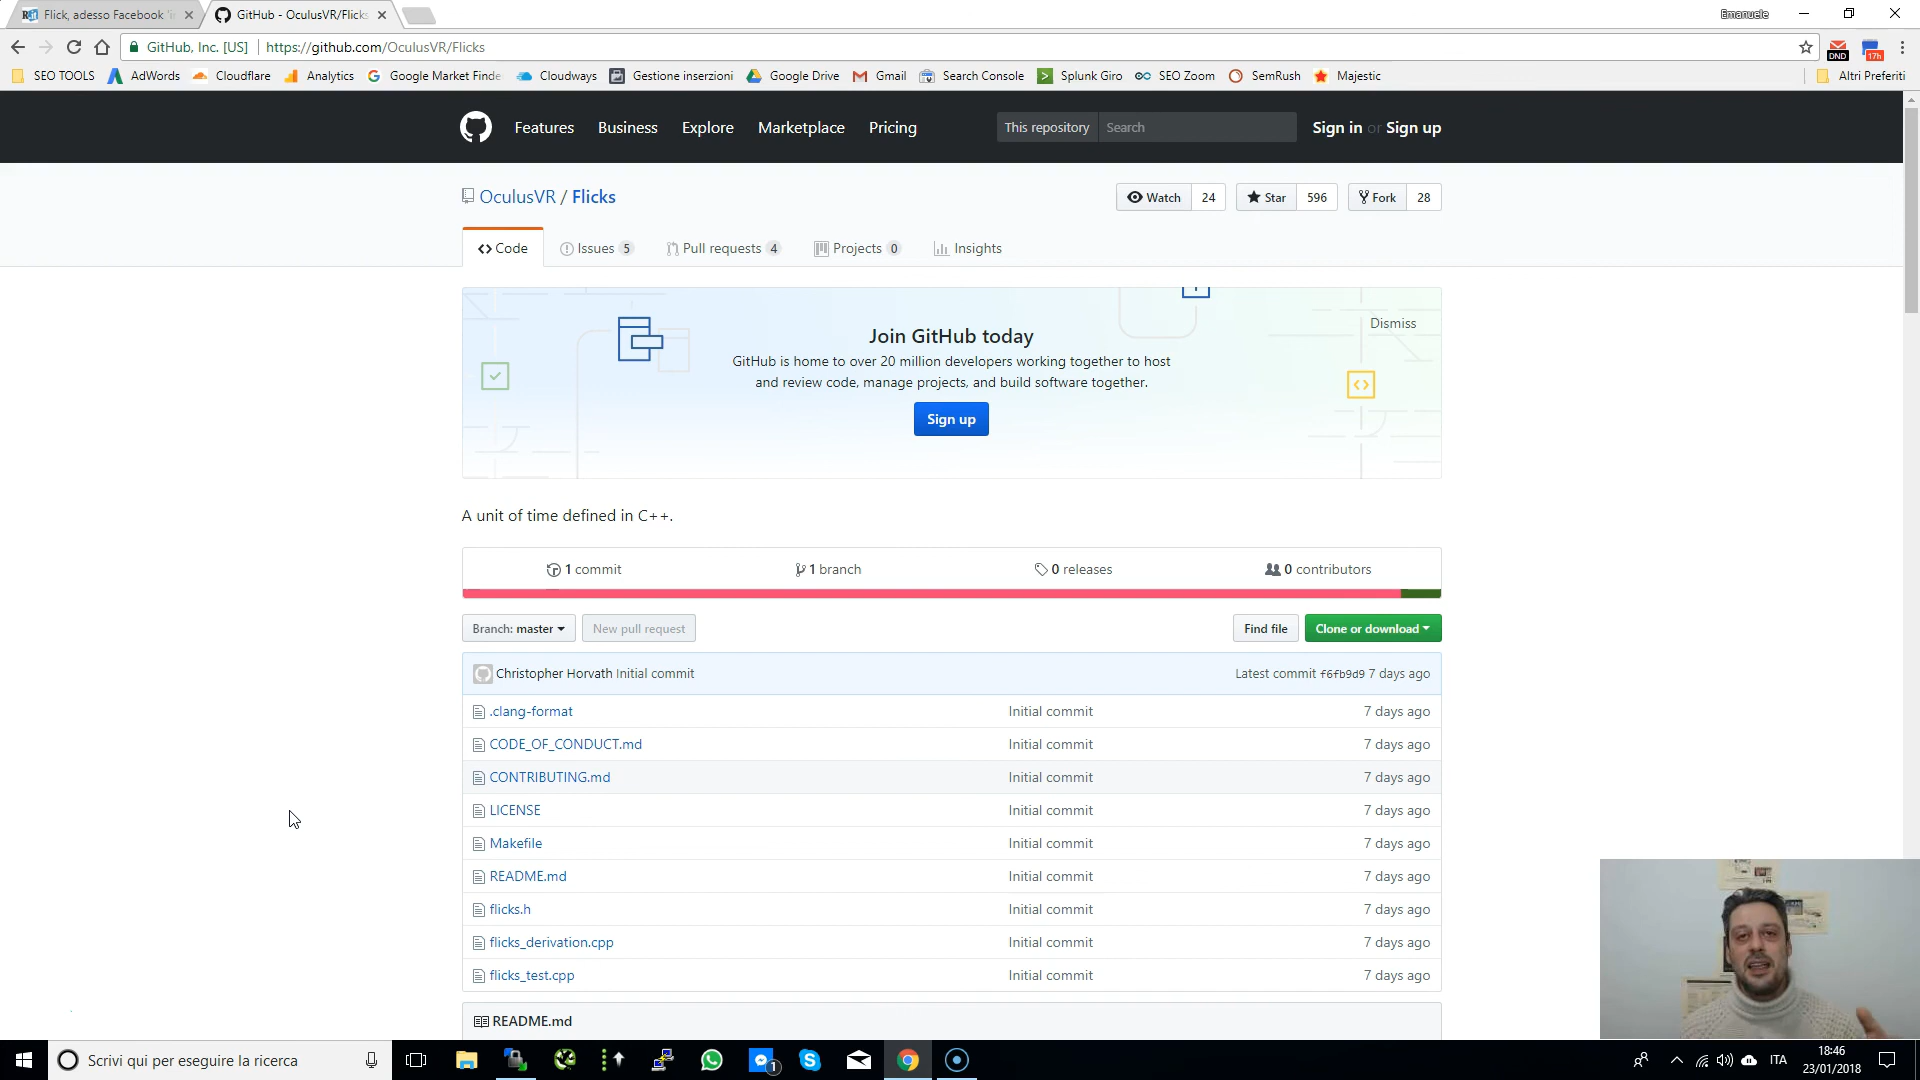 Flick, adesso Facebook 'in
GitHub - OculusVR/Flicks
Emanuele
GitHub, Inc. [US]
https://github.com/OculusVR/Flicks
DND
17h
SEO TOOLS
AdWords
Cloudflare
Analytics
Google Market Finde
Cloudways
Gestione inserzioni
Google Drive
Gmail
Search Console
Splunk Giro
SEO Zoom
SemRush
Majestic
Altri Preferiti
Features
Business
Explore
Marketplace
Pricing
This repository
Search
Sign in or Sign up
OculusVR / Flicks
Watch 24
Star 596
Fork 28
Code
Issues 5
Pull requests 4
Projects 0
Insights
Dismiss
Join GitHub today
GitHub is home to over 20 million developers working together to host
and review code, manage projects, and build software together.
Sign up
A unit of time defined in C++.
1 commit
1 branch
0 releases
0 contributors
Branch: master
New pull request
Find file
Clone or download
Christopher Horvath Initial commit
Latest commit f6fb9d9 7 days ago
.clang-format Initial commit 7 days ago
CODE_OF_CONDUCT.md Initial commit 7 days ago
CONTRIBUTING.md Initial commit 7 days ago
LICENSE Initial commit 7 days ago
Makefile Initial commit 7 days ago
README.md Initial commit 7 days ago
flicks.h Initial commit 7 days ago
flicks_derivation.cpp Initial commit 7 days ago
flicks_test.cpp Initial commit 7 days ago
README.md
Scrivi qui per eseguire la ricerca
1
ITA
18:46
23/01/2018